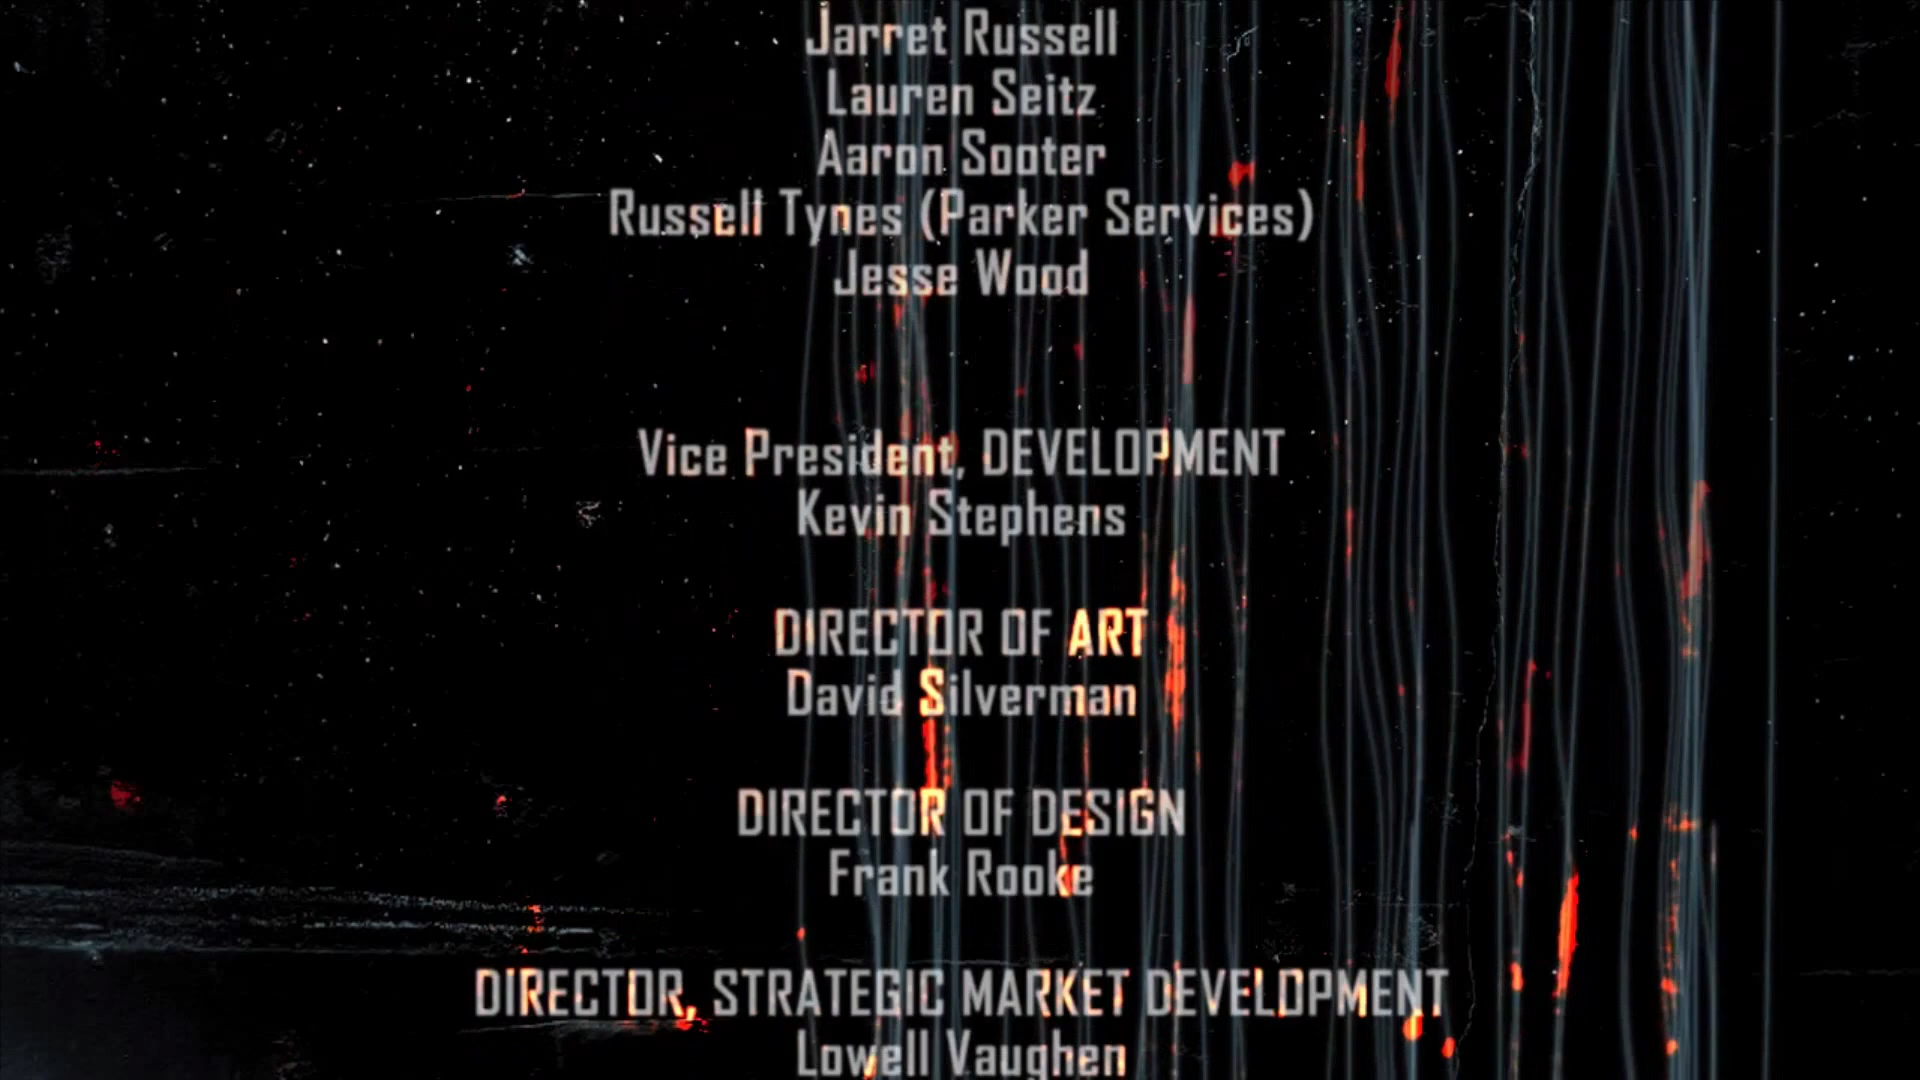 Jarret Russell
Lauren Seitz
Aaron Sooter
Russell Tynes (Parker Services)
Jesse Wood
Vice President, DEVELOPMENT
Kevin Stephens
DIRECTOR OF ART
David Silverman
DIRECTOR OF DESIGN
Frank Rooke
DIRECTOR, STRATEGIC MARKET DEVELOPMENT
Lowell Vaughen